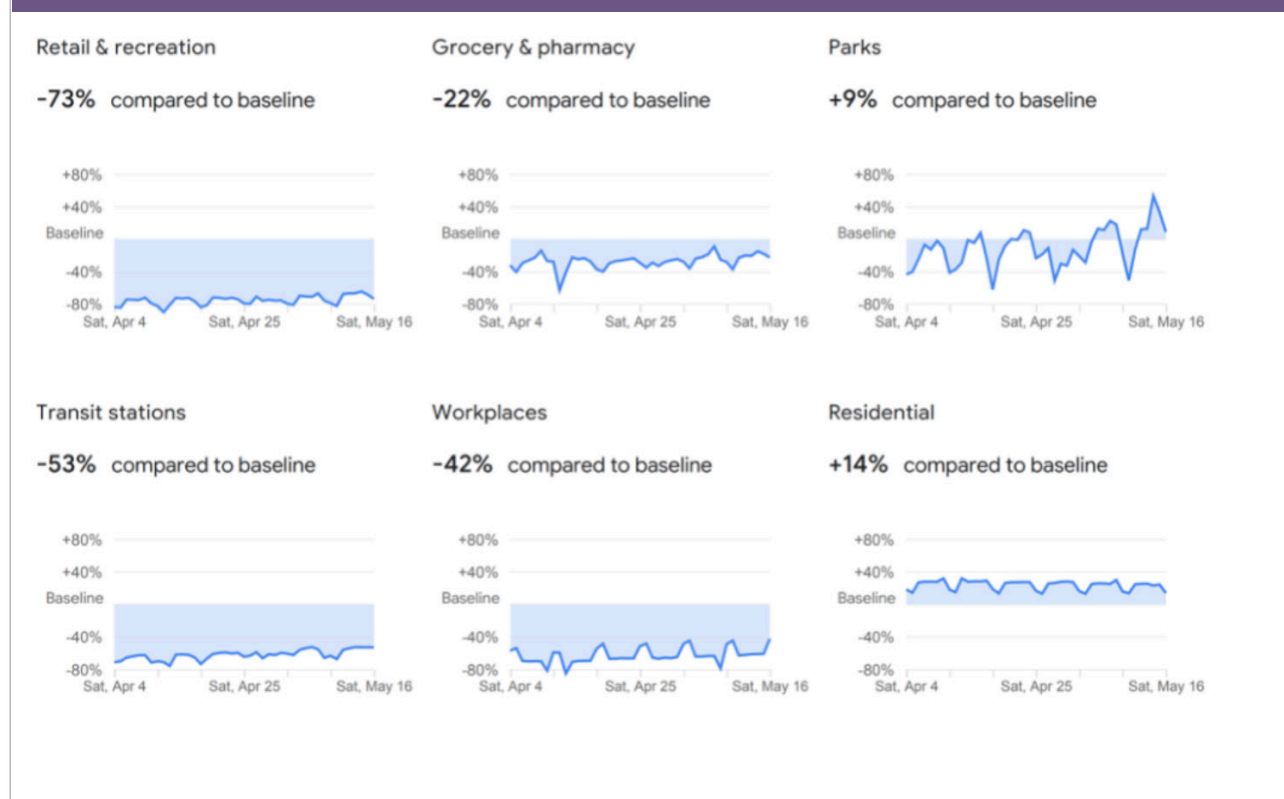 Retail & recreation
-73% compared to baseline
+80%
+40%
Baseline
-40%
-80%
Sat, Apr 4 Sat, Apr 25 Sat, May 16
Grocery & pharmacy
-22% compared to baseline
+80%
+40%
Baseline
-40%
-80%
Sat, Apr 4 Sat, Apr 25 Sat, May 16
Parks
+9% compared to baseline
+80%
+40%
Baseline
-40%
-80%
Sat, Apr 4 Sat, Apr 25 Sat, May 16
Transit stations
-53% compared to baseline
+80%
+40%
Baseline
-40%
-80%
Sat, Apr 4 Sat, Apr 25 Sat, May 16
Workplaces
-42% compared to baseline
+80%
+40%
Baseline
-40%
-80%
Sat, Apr 4 Sat, Apr 25 Sat, May 16
Residential
+14% compared to baseline
+80%
+40%
Baseline
-40%
-80%
Sat, Apr 4 Sat, Apr 25 Sat, May 16